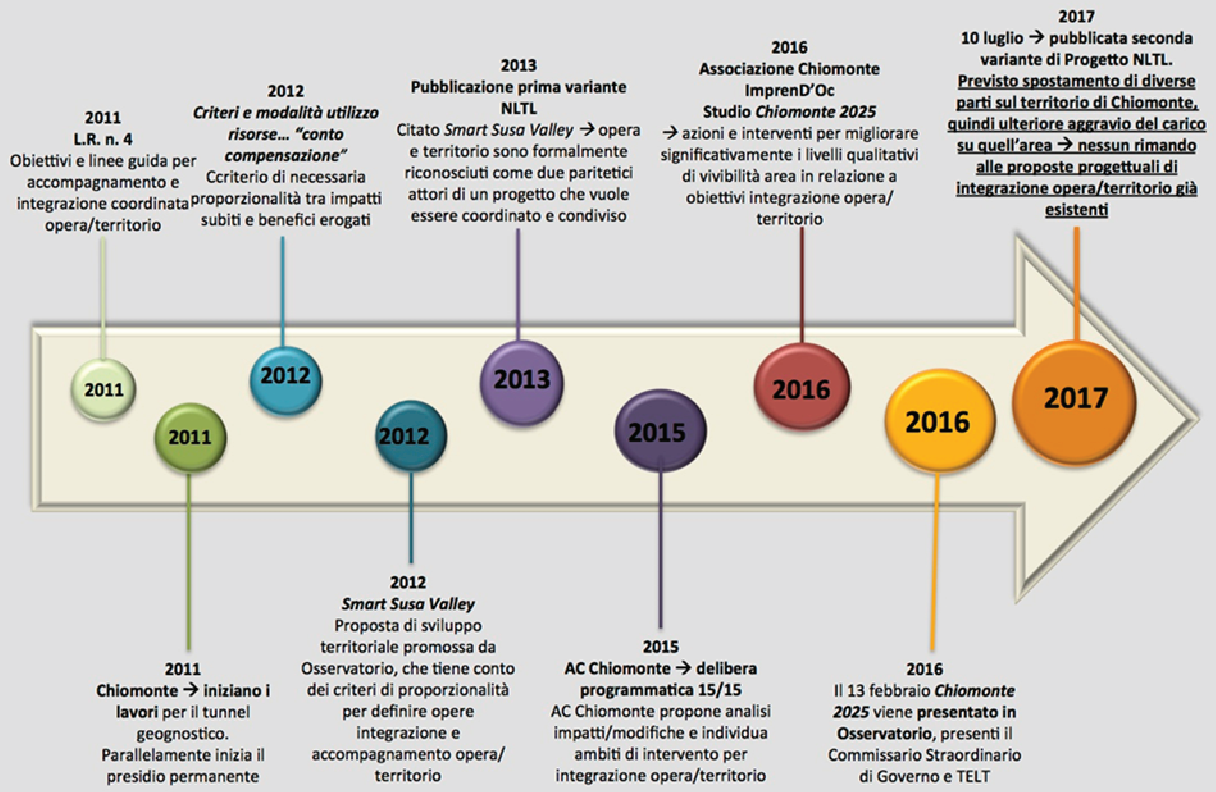 2011
L.R. n. 4
Obiettivi e linee guida per
accompagnamento e
integrazione coordinata
opera/territorio
2012
Criteri e modalità utilizzo
risorse... “conto
compensazione”
Ccriterio di necessaria
proporzionalità tra impatti
subiti e benefici erogati
2013
Pubblicazione prima variante
NLTL
Citato Smart Susa Valley → opera
e territorio sono formalmente
riconosciuti come due paritetici
attori di un progetto che vuole
essere coordinato e condiviso
2016
Associazione Chiomonte
ImprenD’Oc
Studio Chiomonte 2025
→ azioni e interventi per migliorare
significativamente i livelli qualitativi
di vivibilità area in relazione a
obiettivi integrazione opera/
territorio
2017
10 luglio → pubblicata seconda
variante di Progetto NLTL.
Previsto spostamento di diverse
parti sul territorio di Chiomonte,
quindi ulteriore aggravio del carico
su quell’area → nessun rimando
alle proposte progettuali di
integrazione opera/territorio già
esistenti
2011
2011
2012
2012
2013
2015
2016
2016
2017
2011
Chiomonte → iniziano i
lavori per il tunnel
geognostico.
Parallelamente inizia il
presidio permanente
2012
Smart Susa Valley
Proposta di sviluppo
territoriale promossa da
Osservatorio, che tiene conto
dei criteri di proporzionalità
per definire opere
integrazione e
accompagnamento opera/
territorio
2015
AC Chiomonte → delibera
programmatica 15/15
AC Chiomonte propone analisi
impatti/modifiche e individua
ambiti di intervento per
integrazione opera/territorio
2016
Il 13 febbraio Chiomonte
2025 viene presentato in
Osservatorio, presenti il
Commissario Straordinario
di Governo e TELT